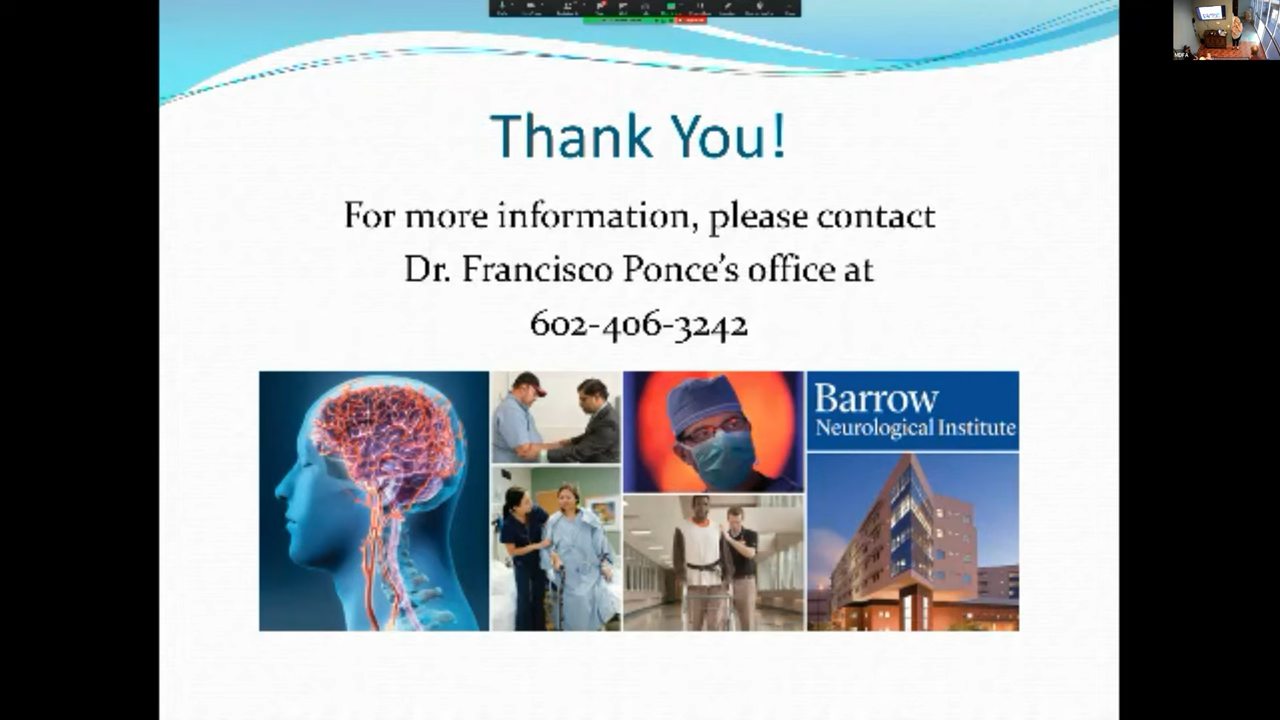 Thank You!
For more information, please contact
Dr. Francisco Ponce’s office at
602-406-3242
Barrow
Neurological Institute